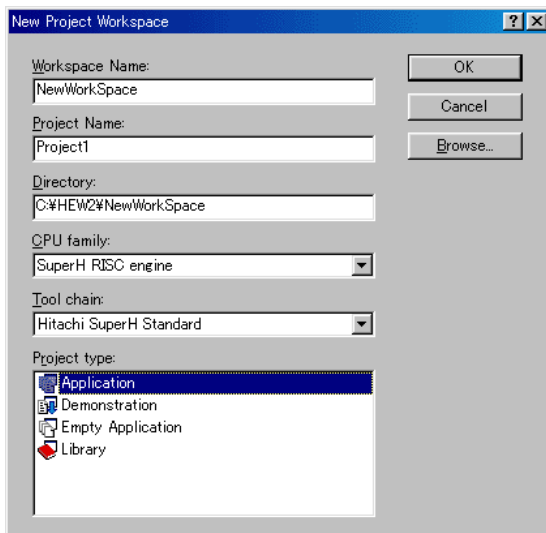 New Project Workspace
Workspace Name:
OK
NewWorkSpace
Cancel
Project Name:
Project1
Browse...
Directory:
C:¥HEW2¥NewWorkSpace
CPU family:
SuperH RISC engine
Tool chain:
Hitachi SuperH Standard
Project type:
Application
Demonstration
Empty Application
Library